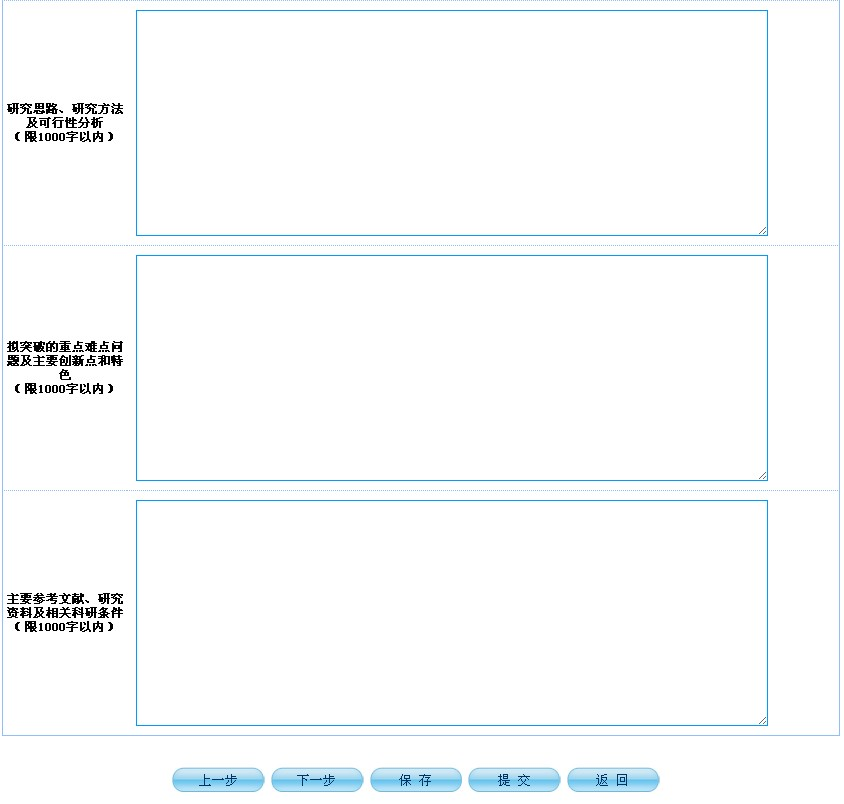 研究思路、研究方法
及可行性分析
（限1000字以内）
拟突破的重点难点问
题及主要创新点和特
色
（限1000字以内）
主要参考文献、研究
资料及相关科研条件
（限1000字以内）
上一步 下一步 保 存 提 交 返 回